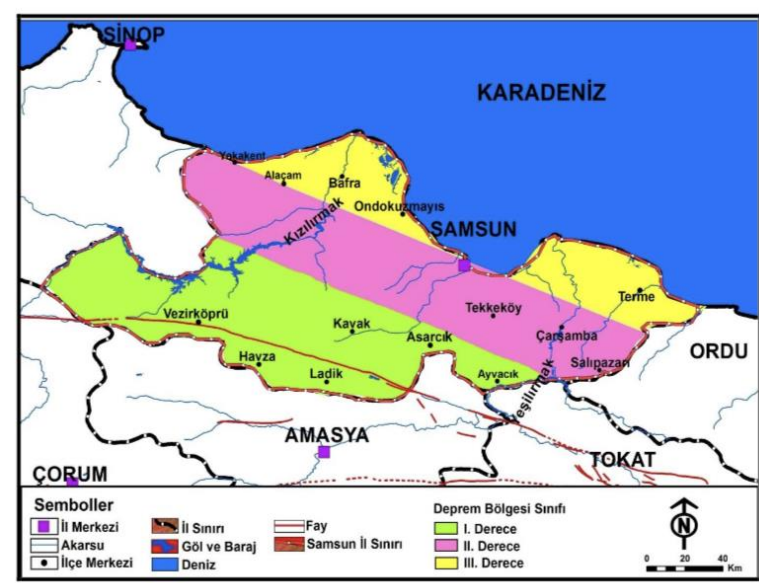 SİNOP
KARADENİZ
Yakakent
Alaçam
Bafra
Ondokuzmayıs
Kızılırmak
SAMSUN
Vezirköprü
Kavak
Tekkeköy
Terme
Çarşamba
Asarcık
Havza
Ladik
Ayvacık
Salıpazarı
Yeşilırmak
ORDU
AMASYA
TOKAT
ÇORUM
Semboller
İl Merkezi
Akarsu
İlçe Merkezi
İl Sınırı
Göl ve Baraj
Deniz
Fay
Samsun İl Sınırı
Deprem Bölgesi Sınıfı
I. Derece
II. Derece
III. Derece
N
0 20 40
Km